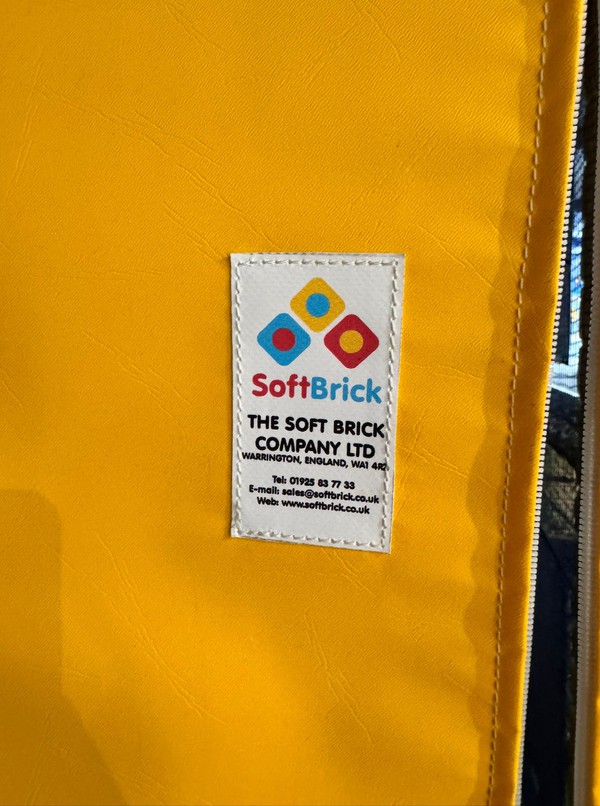 SoftBrick
THE SOFT BRICK
COMPANY LTD
WARRINGTON, ENGLAND, WA1
Tel: 01925 83 77 33
E-mail: sales@softbrick.co.uk
Web: www.softbrick.co.uk